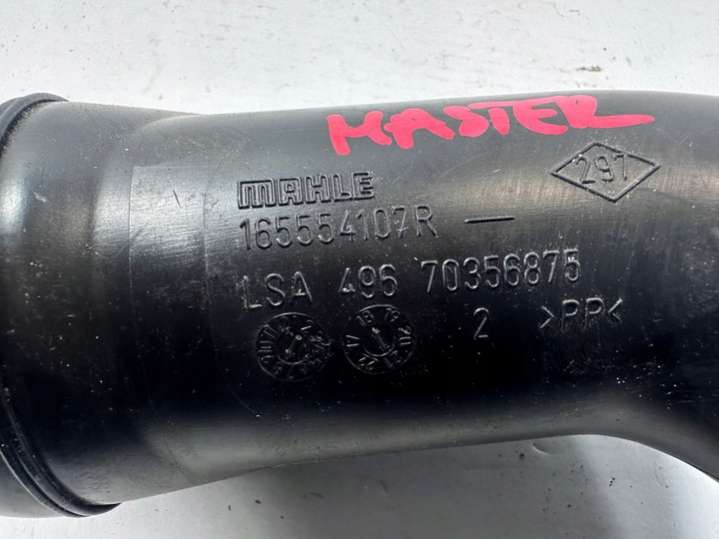 MASTER
MAHLE
297
165554107R —
LSA 496 70356875
2 >PP<